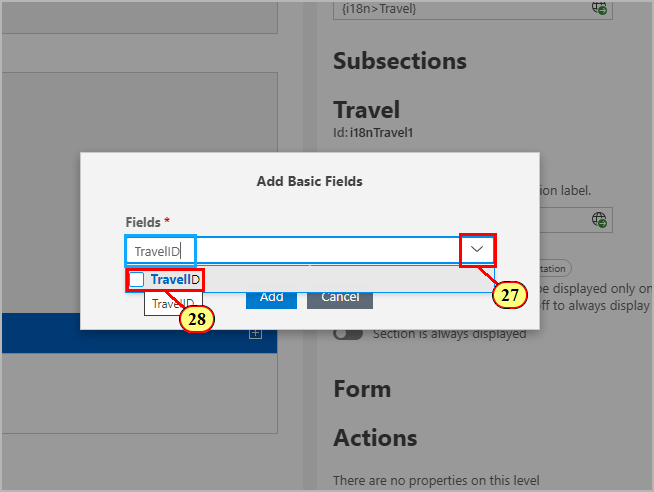 {i18n>Travel}
Subsections
Travel
Id: i18nTravel1
Add Basic Fields
ion label.
Fields *
TravelID
TravelID
27
tation
TravelID
Add
Cancel
be displayed only on
off to always display
28
Section is always displayed
Form
Actions
There are no properties on this level